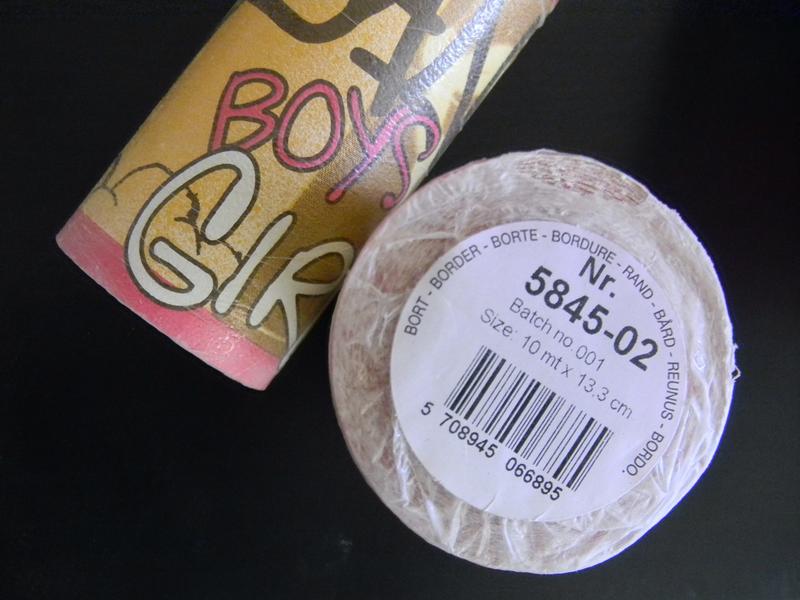 BOYS
GIR
BORT - BORDER - BORTE - BORDURE - RAND - BÅRD - REUNUS - BORDO.
Nr.
5845-02
Batch no 001
Size: 10 mt x 13,3 cm
5 708945 066895